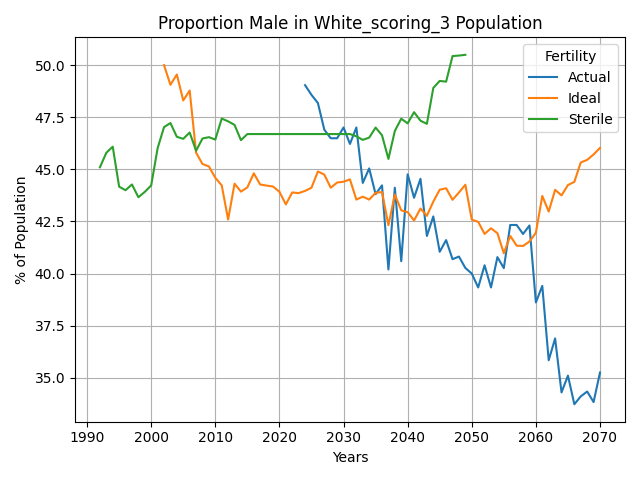 Proportion Male in White_scoring_3 Population
Fertility
Actual
Ideal
Sterile
% of Population
50.0
47.5
45.0
42.5
40.0
37.5
35.0
1990 2000 2010 2020 2030 2040 2050 2060 2070
Years